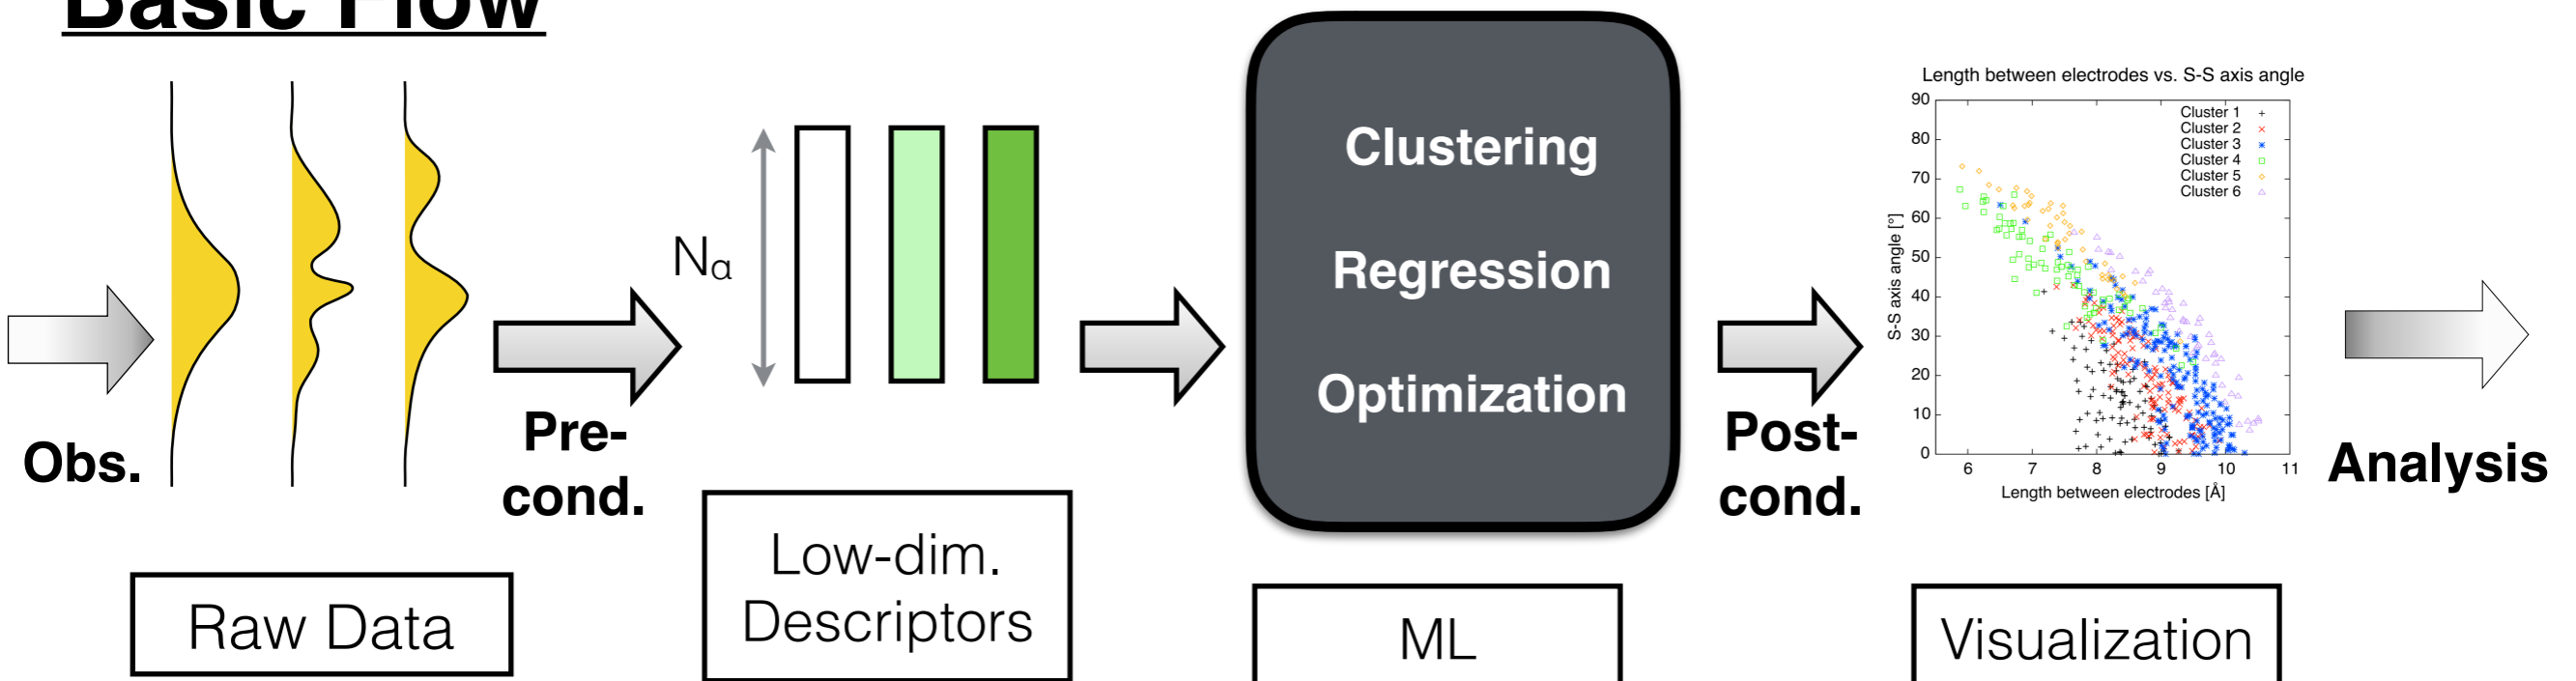 Basic Flow
Obs.
Raw Data
Pre-
cond.
Nα
Low-dim.
Descriptors
Clustering
Regression
Optimization
ML
Post-
cond.
Length between electrodes vs. S-S axis angle
Cluster 1
Cluster 2
Cluster 3
Cluster 4
Cluster 5
Cluster 6
S-S axis angle [°]
90
80
70
60
50
40
30
20
10
0
6 7 8 9 10 11
Length between electrodes [Å]
Visualization
Analysis